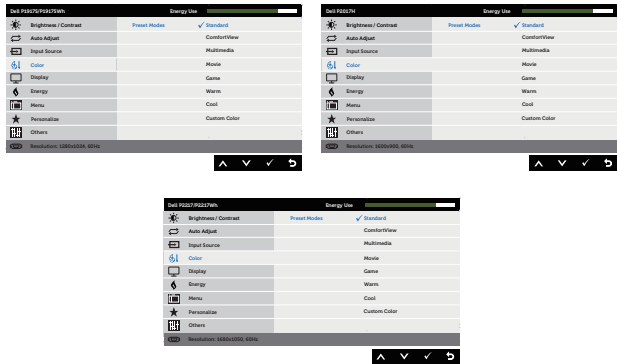 Dell P1917S/P1917SWh Energy Use
Brightness / Contrast Preset Modes ✓ Standard
Auto Adjust ComfortView
Input Source Multimedia
Color Movie
Display Game
Energy Warm
Menu Cool
Personalize Custom Color
Others
Resolution: 1280x1024, 60Hz
Dell P2017H Energy Use
Brightness / Contrast Preset Modes ✓ Standard
Auto Adjust ComfortView
Input Source Multimedia
Color Movie
Display Game
Energy Warm
Menu Cool
Personalize Custom Color
Others
Resolution: 1600x900, 60Hz
Dell P2217/P2217Wh Energy Use
Brightness / Contrast Preset Modes ✓ Standard
Auto Adjust ComfortView
Input Source Multimedia
Color Movie
Display Game
Energy Warm
Menu Cool
Personalize Custom Color
Others
Resolution: 1680x1050, 60Hz